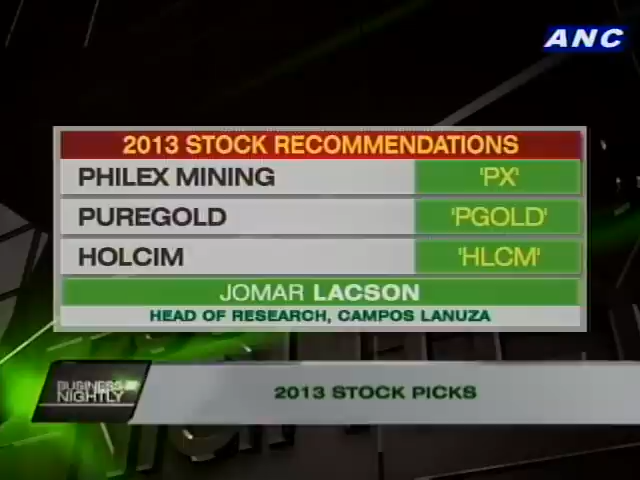 ANC
2013 STOCK RECOMMENDATIONS
PHILEX MINING 'PX'
PUREGOLD 'PGOLD'
HOLCIM 'HLCM'
JOMAR LACSON
HEAD OF RESEARCH, CAMPOS LANUZA
BUSINESS
NIGHTLY
2013 STOCK PICKS